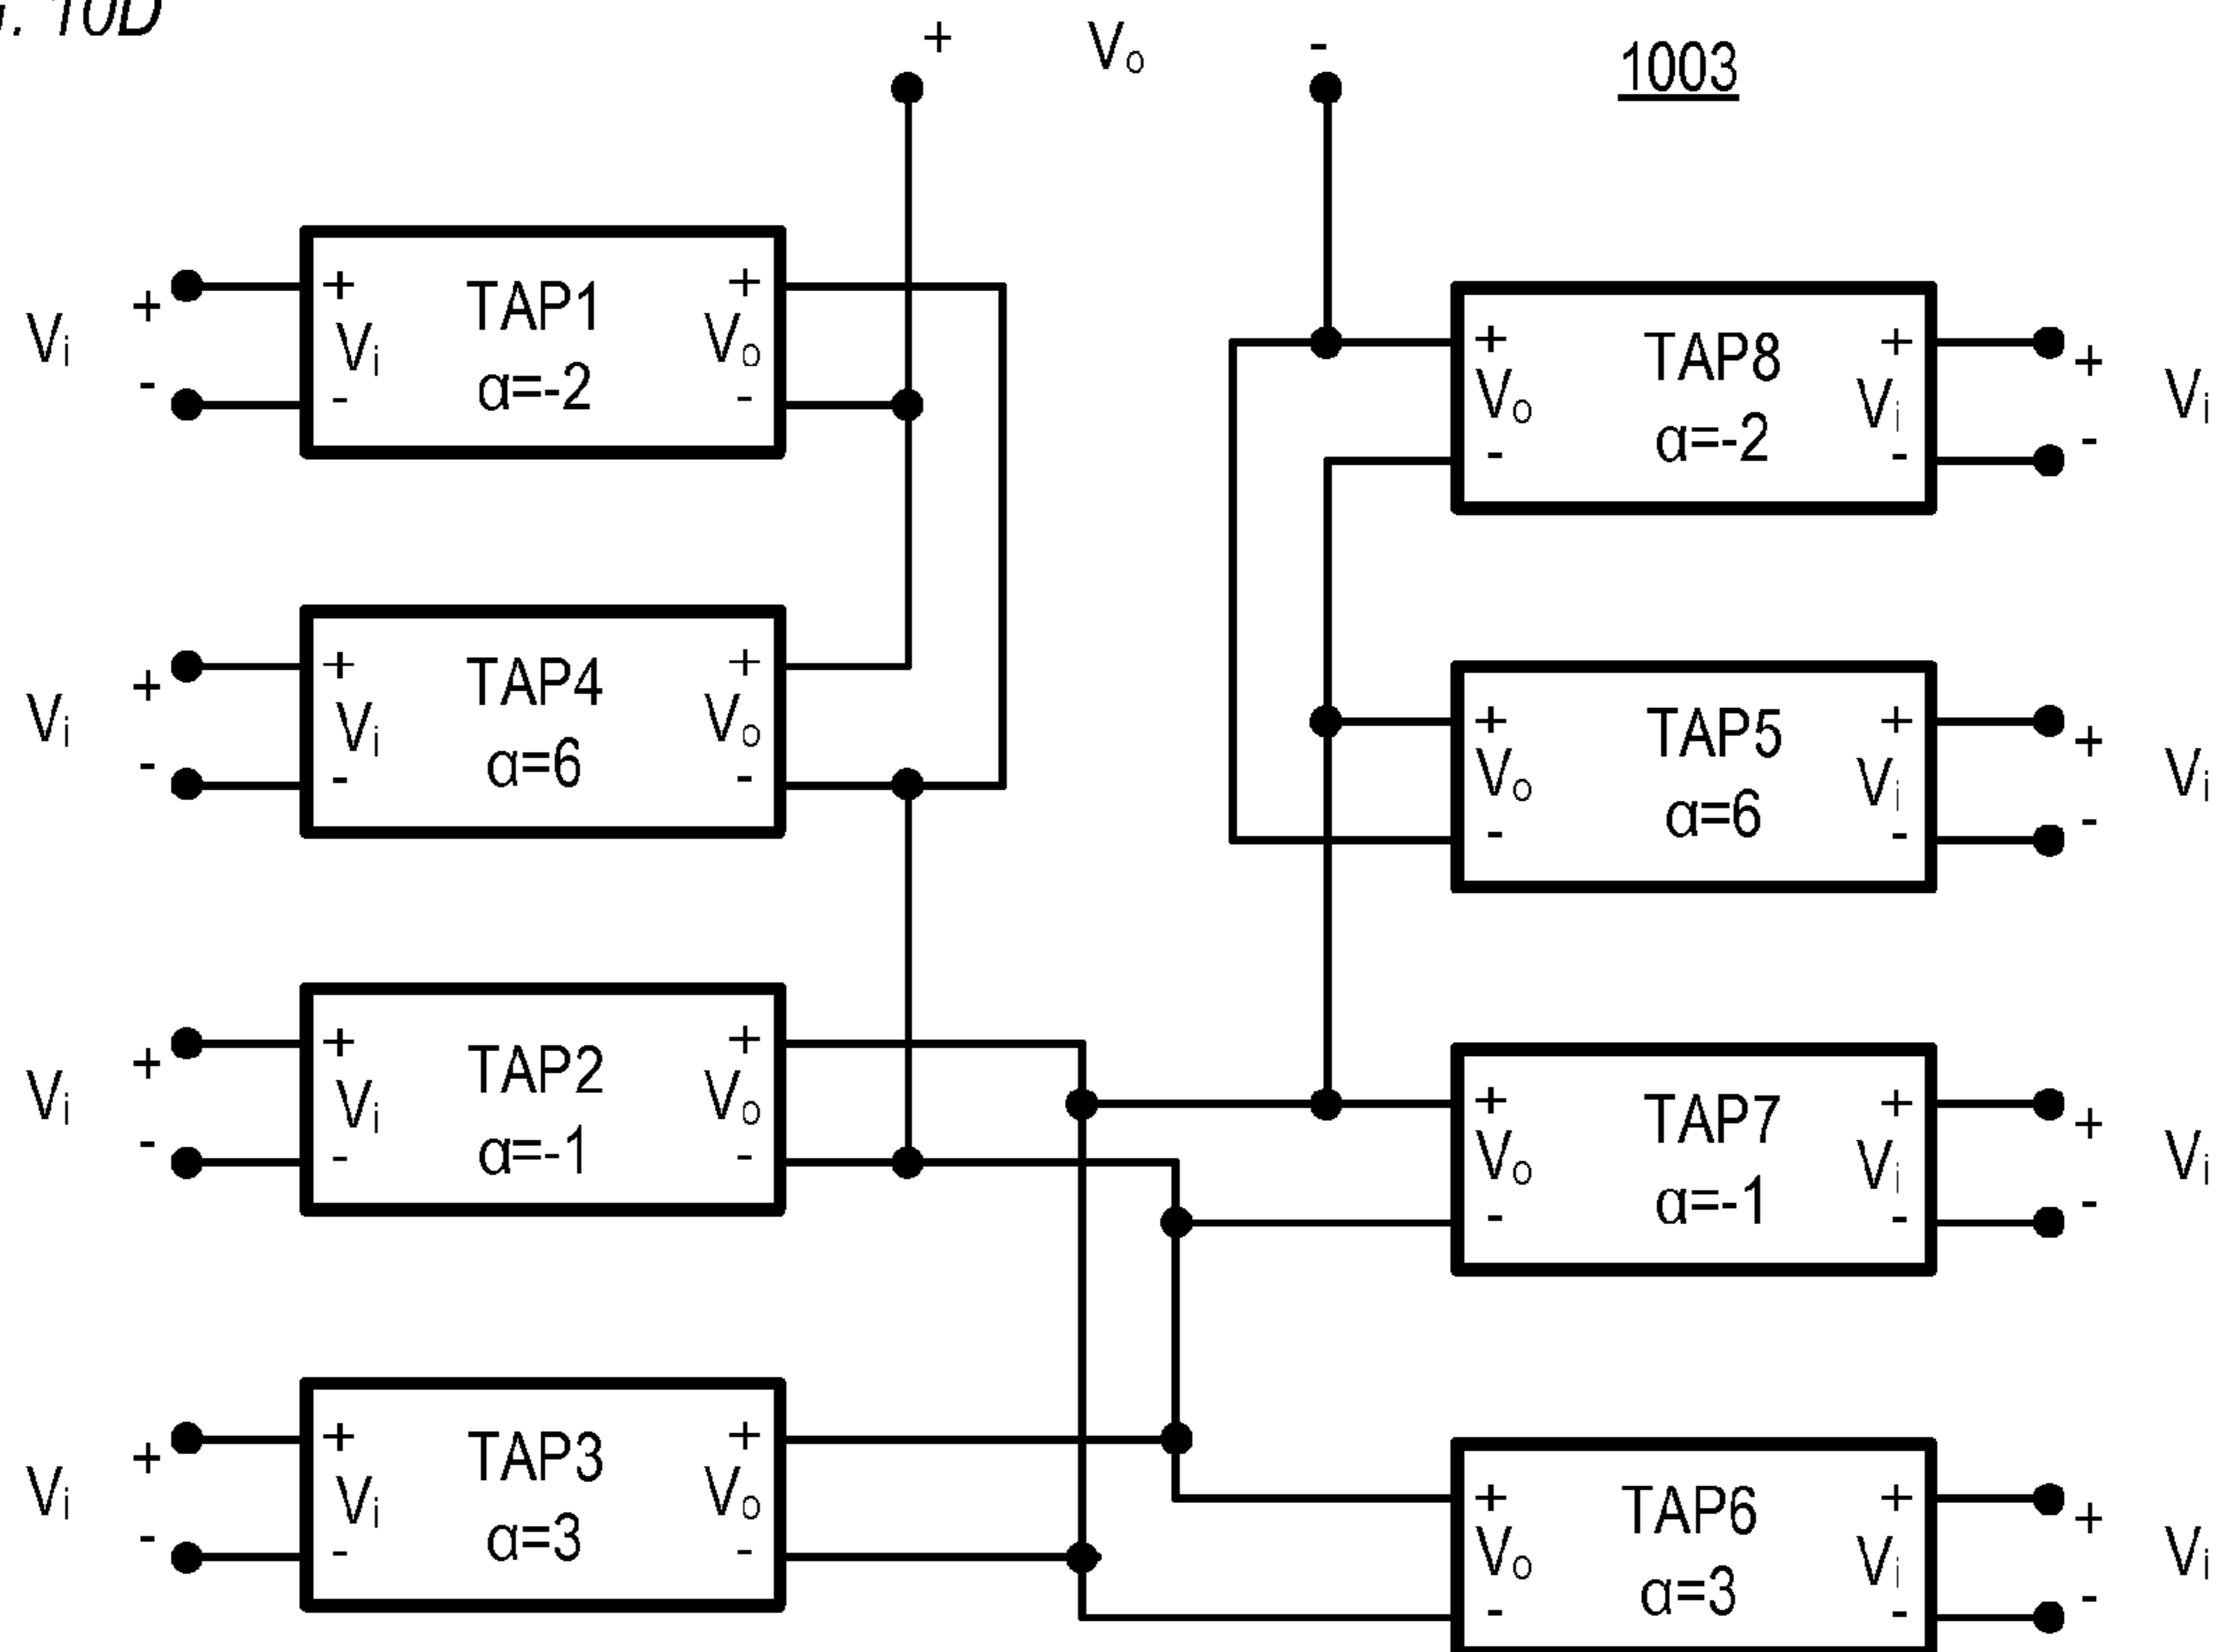 . 10D
+ Vo - 1003
+ Vi -
+ Vi - TAP1 α=-2 + Vo -
+ Vo - TAP8 α=-2 + Vi -
+ Vi -
+ Vi -
+ Vi - TAP4 α=6 + Vo -
+ Vo - TAP5 α=6 + Vi -
+ Vi -
+ Vi -
+ Vi - TAP2 α=-1 + Vo -
+ Vo - TAP7 α=-1 + Vi -
+ Vi -
+ Vi -
+ Vi - TAP3 α=3 + Vo -
+ Vo - TAP6 α=3 + Vi -
+ Vi -